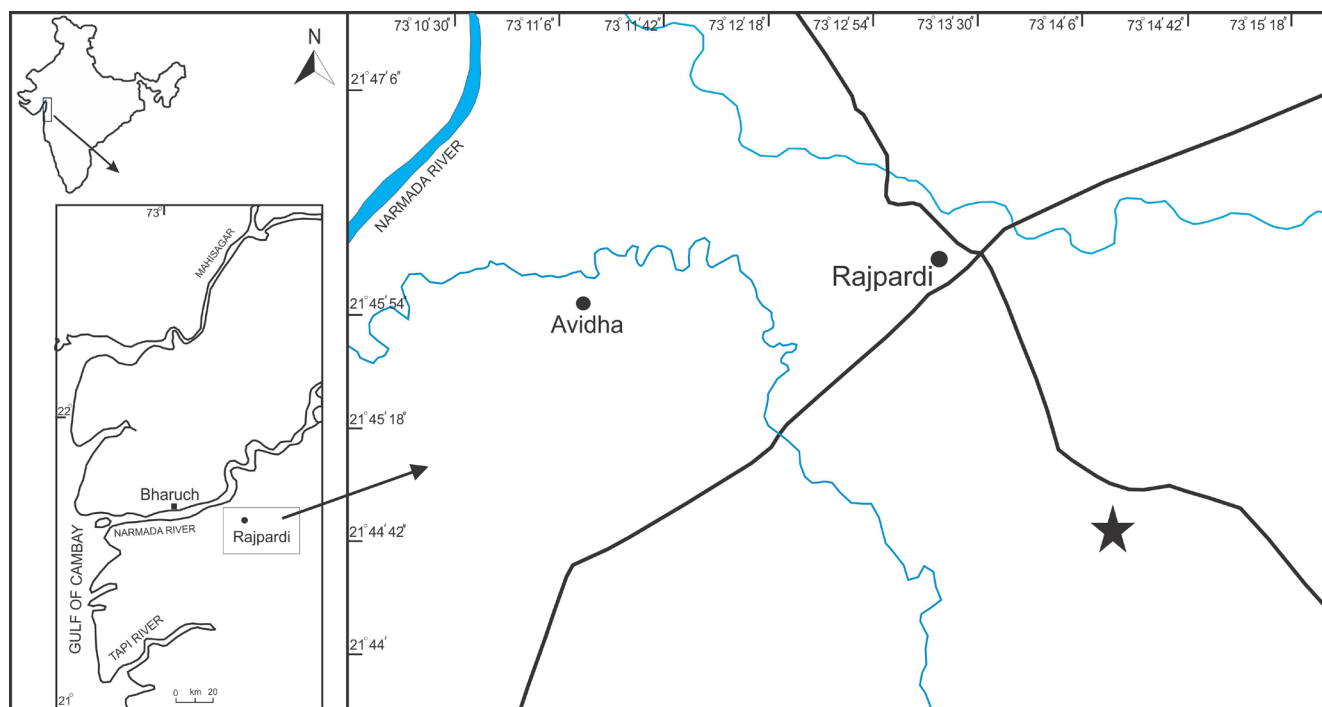 N
73°10'30"
73°11'6"
73°11'42"
73°12'18"
73°12'54"
73°13'30"
73°14'6"
73°14'42"
73°15'18"
21°47'6"
NARMADA RIVER
Rajpardi
21°45'54"
Avidha
21°45'18"
21°44'42"
21°44'
73°
MAHISAGAR
22°
Bharuch
NARMADA RIVER
Rajpardi
GULF OF CAMBAY
TAPI RIVER
0 km 20
21°